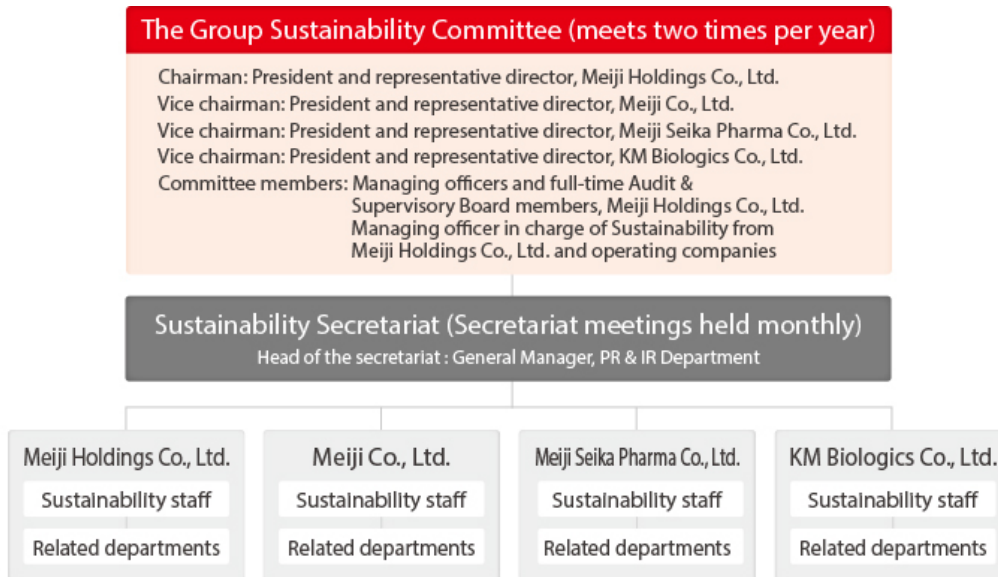 The Group Sustainability Committee (meets two times per year)
Chairman: President and representative director, Meiji Holdings Co., Ltd.
Vice chairman: President and representative director, Meiji Co., Ltd.
Vice chairman: President and representative director, Meiji Seika Pharma Co., Ltd.
Vice chairman: President and representative director, KM Biologics Co., Ltd.
Committee members: Managing officers and full-time Audit &
Supervisory Board members, Meiji Holdings Co., Ltd.
Managing officer in charge of Sustainability from
Meiji Holdings Co., Ltd. and operating companies
Sustainability Secretariat (Secretariat meetings held monthly)
Head of the secretariat : General Manager, PR & IR Department
Meiji Holdings Co., Ltd.
Sustainability staff
Related departments
Meiji Co., Ltd.
Sustainability staff
Related departments
Meiji Seika Pharma Co., Ltd.
Sustainability staff
Related departments
KM Biologics Co., Ltd.
Sustainability staff
Related departments